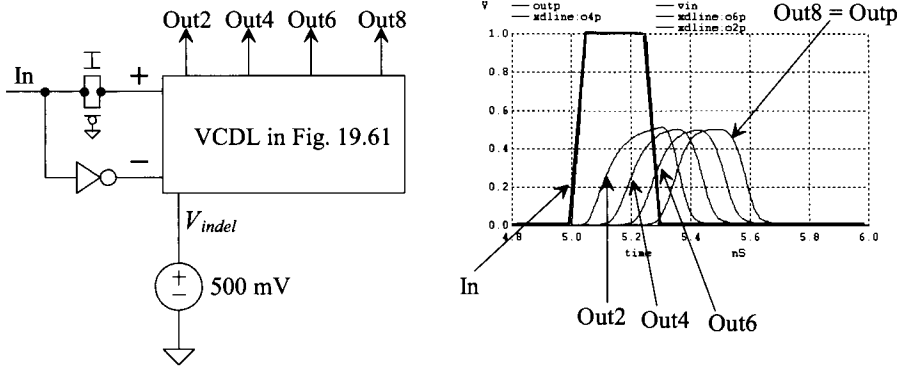 Out2 Out4 Out6 Out8
In
+
VCDL in Fig. 19.61
−
Vindel
+
−
500 mV
V
outp vin
xdline:o4p xdline:o6p
xdline:o2p
Out8 = Outp
1.0
0.8
0.6
0.4
0.2
0.0
4.8 5.0 5.2 5.4 5.6 5.8 6.0
time nS
In
Out2 Out4 Out6